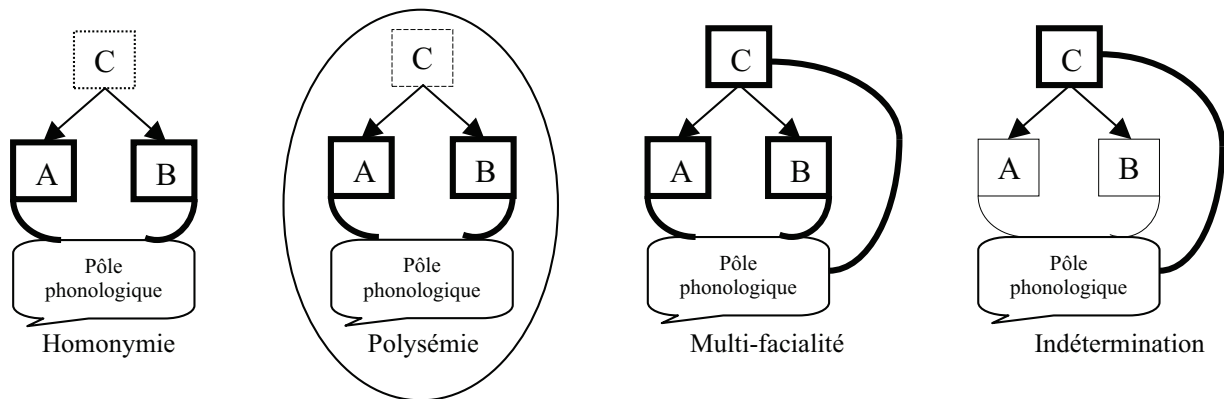 C
A B
Pôle
phonologique
Homonymie
C
A B
Pôle
phonologique
Polysémie
C
A B
Pôle
phonologique
Multi-facialité
C
A B
Pôle
phonologique
Indétermination